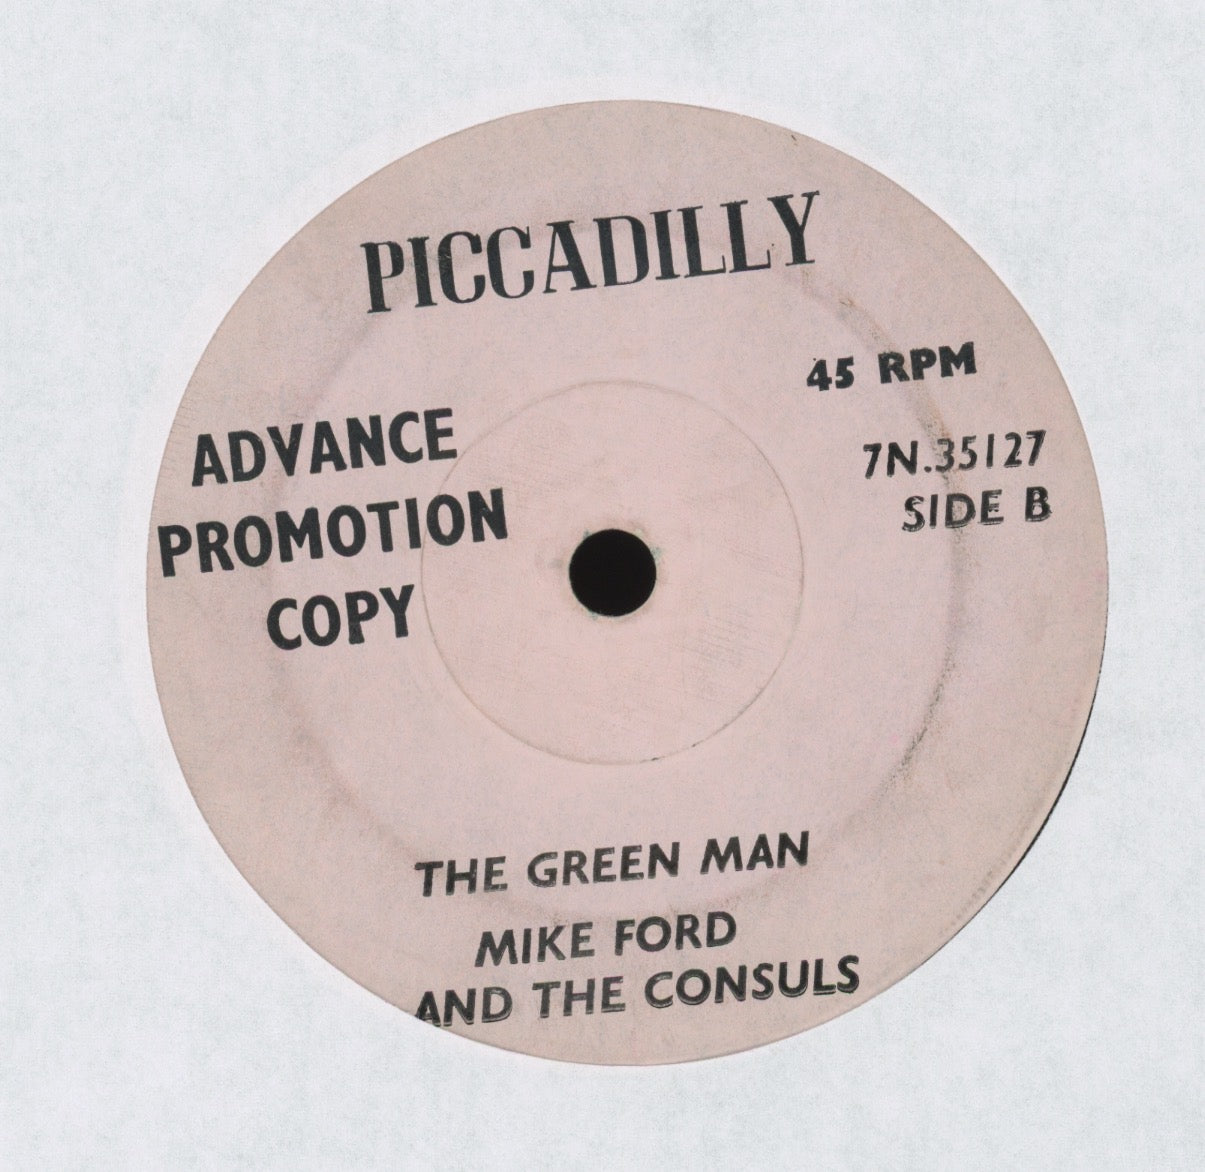 PICCADILLY
45 RPM
ADVANCE
PROMOTION
COPY
7N.35127
SIDE B
THE GREEN MAN
MIKE FORD
AND THE CONSULS